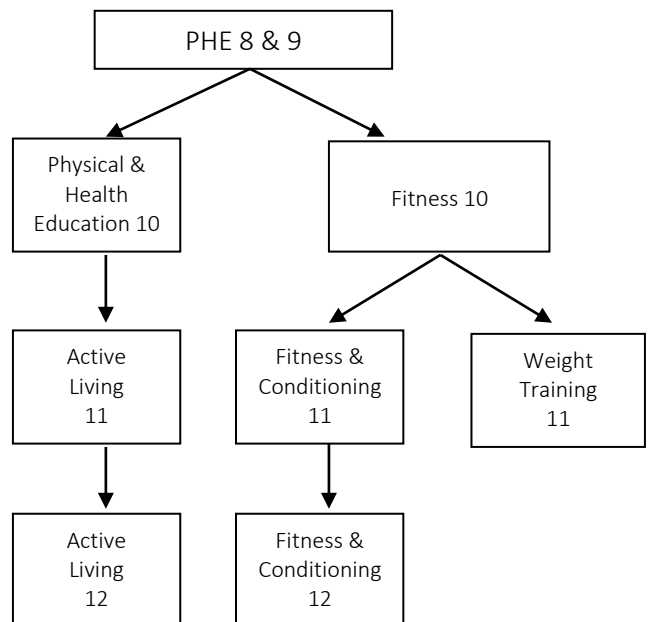 PHE 8 & 9
Physical &
Health
Education 10
Fitness 10
Active
Living
11
Fitness &
Conditioning
11
Weight
Training
11
Active
Living
12
Fitness &
Conditioning
12